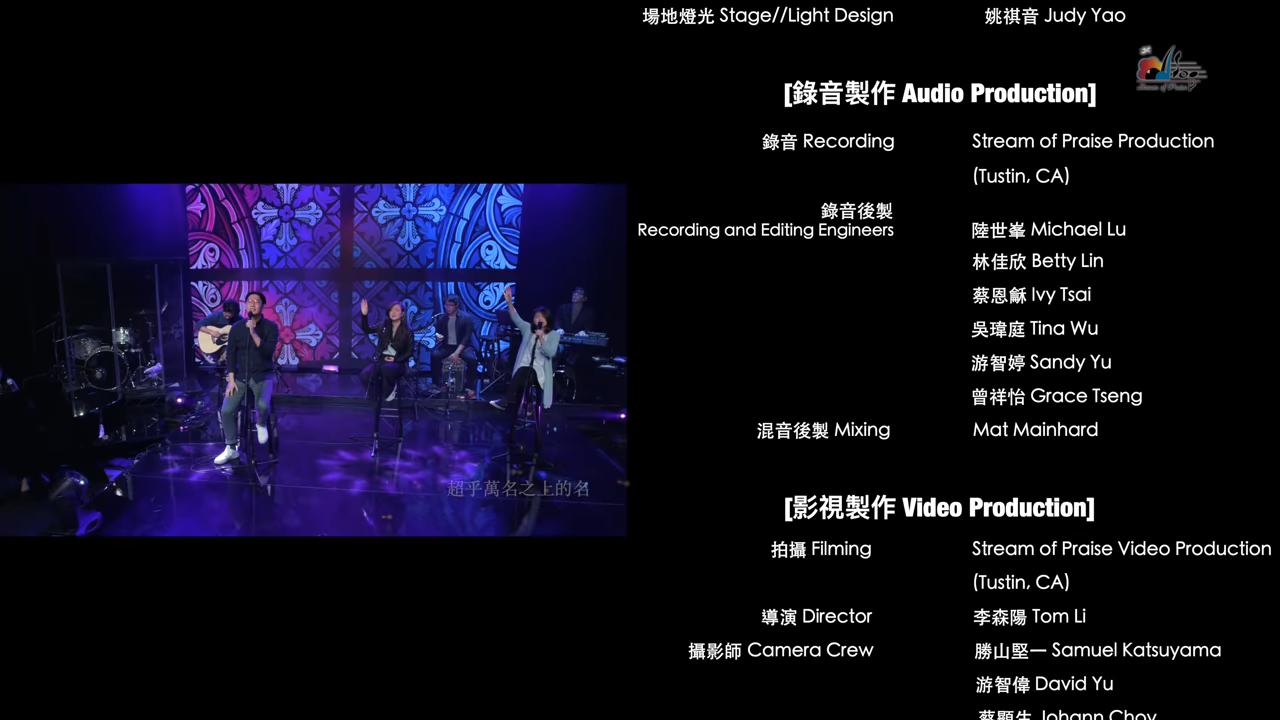 場地燈光 Stage//Light Design 姚祺音 Judy Yao
[錄音製作 Audio Production]
錄音 Recording Stream of Praise Production
(Tustin, CA)
錄音後製
Recording and Editing Engineers 陸世峯 Michael Lu
林佳欣 Betty Lin
蔡恩龢 Ivy Tsai
吳瑋庭 Tina Wu
游智婷 Sandy Yu
曾祥怡 Grace Tseng
混音後製 Mixing Mat Mainhard
超乎萬名之上的名
[影視製作 Video Production]
拍攝 Filming Stream of Praise Video Production
(Tustin, CA)
導演 Director 李森陽 Tom Li
攝影師 Camera Crew 勝山堅一 Samuel Katsuyama
游智偉 David Yu
蔡顯生 Johann Choy